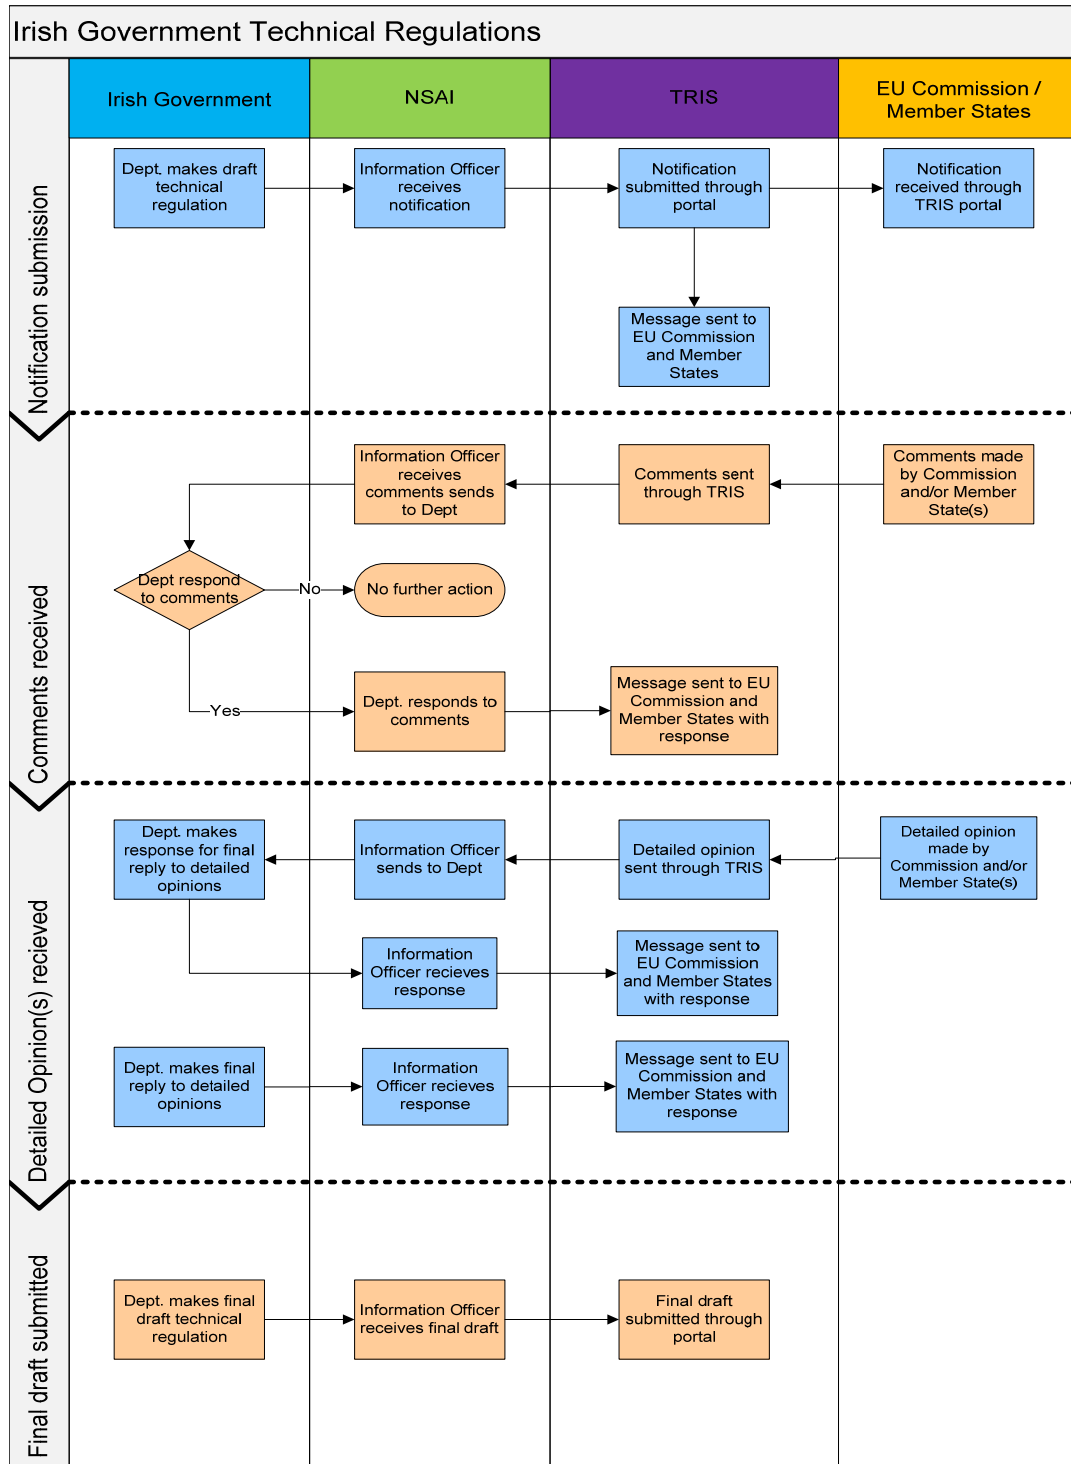 Irish Government Technical Regulations
Irish Government
NSAI
TRIS
EU Commission /
Member States
Notification submission
Dept. makes draft
technical
regulation
Information Officer
receives
notification
Notification
submitted through
portal
Notification
received through
TRIS portal
Message sent to
EU Commission
and Member
States
Comments received
Information Officer
receives
comments sends
to Dept
Comments sent
through TRIS
Comments made
by Commission
and/or Member
State(s)
Dept respond
to comments
No
No further action
Yes
Dept. responds to
comments
Message sent to EU
Commission and
Member States with
response
Detailed Opinion(s) recieved
Dept. makes
response for final
reply to detailed
opinions
Information Officer
sends to Dept
Detailed opinion
sent through TRIS
Detailed opinion
made by
Commission and/or
Member State(s)
Information
Officer recieves
response
Message sent to
EU Commission
and Member States
with response
Dept. makes final
reply to detailed
opinions
Information
Officer recieves
response
Message sent to EU
Commission and
Member States with
response
Final draft submitted
Dept. makes final
draft technical
regulation
Information Officer
receives final draft
Final draft
submitted through
portal